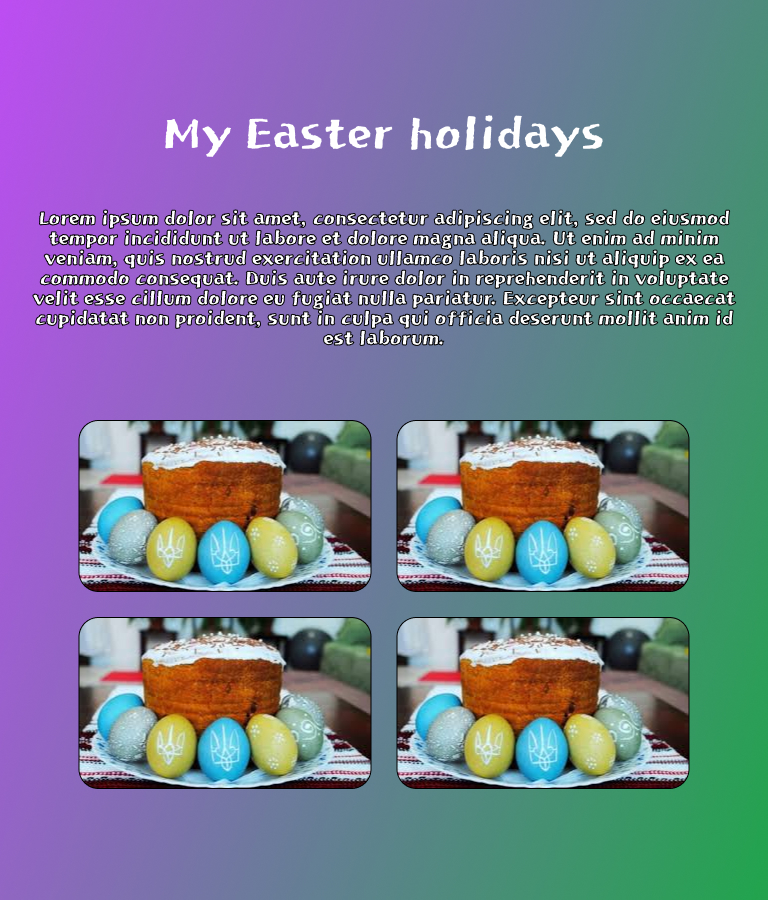 My Easter holidays
Lorem ipsum dolor sit amet, consectetur adipiscing elit, sed do eiusmod
tempor incididunt ut labore et dolore magna aliqua. Ut enim ad minim
veniam, quis nostrud exercitation ullamco laboris nisi ut aliquip ex ea
commodo consequat. Duis aute irure dolor in reprehenderit in voluptate
velit esse cillum dolore eu fugiat nulla pariatur. Excepteur sint occaecat
cupidatat non proident, sunt in culpa qui officia deserunt mollit anim id
est laborum.